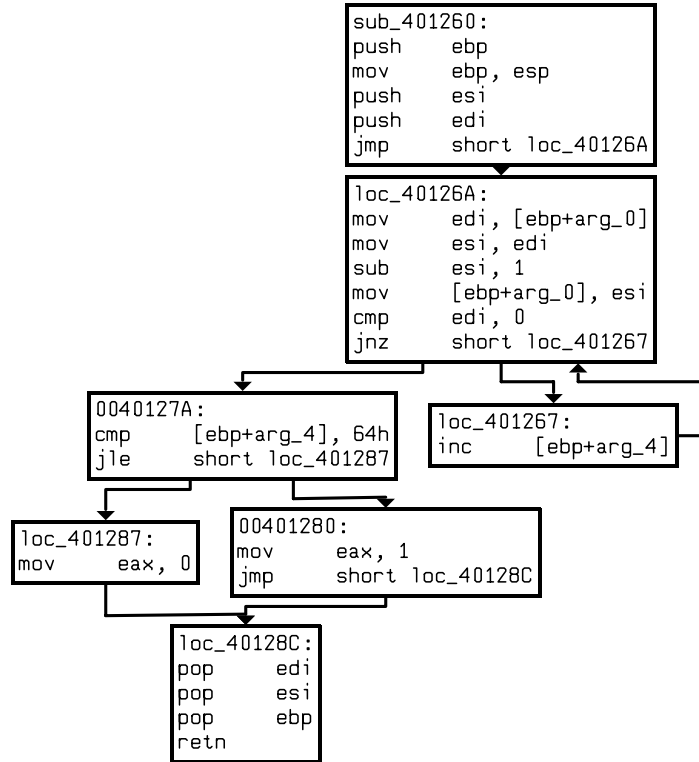 sub_401260:
push ebp
mov ebp, esp
push esi
push edi
jmp short loc_40126A
loc_40126A:
mov edi, [ebp+arg_0]
mov esi, edi
sub esi, 1
mov [ebp+arg_0], esi
cmp edi, 0
jnz short loc_401267
0040127A:
cmp [ebp+arg_4], 64h
jle short loc_401287
loc_401267:
inc [ebp+arg_4]
loc_401287:
mov eax, 0
00401280:
mov eax, 1
jmp short loc_40128C
loc_40128C:
pop edi
pop esi
pop ebp
retn